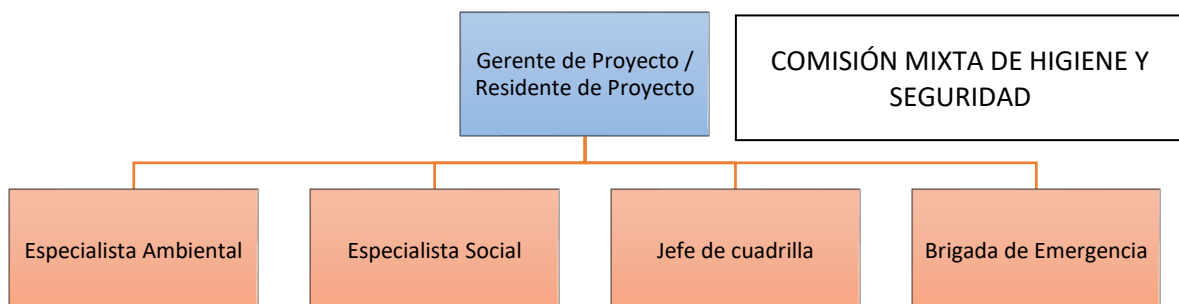 Gerente de Proyecto /
Residente de Proyecto
COMISIÓN MIXTA DE HIGIENE Y
SEGURIDAD
Especialista Ambiental
Especialista Social
Jefe de cuadrilla
Brigada de Emergencia